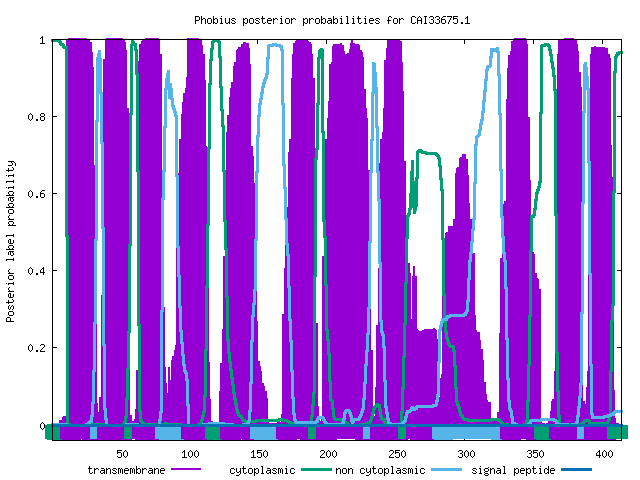 Phobius posterior probabilities for CAI33675.1
1
0.8
0.6
0.4
0.2
0
Posterior label probability
50 100 150 200 250 300 350 400
transmembrane cytoplasmic non cytoplasmic signal peptide